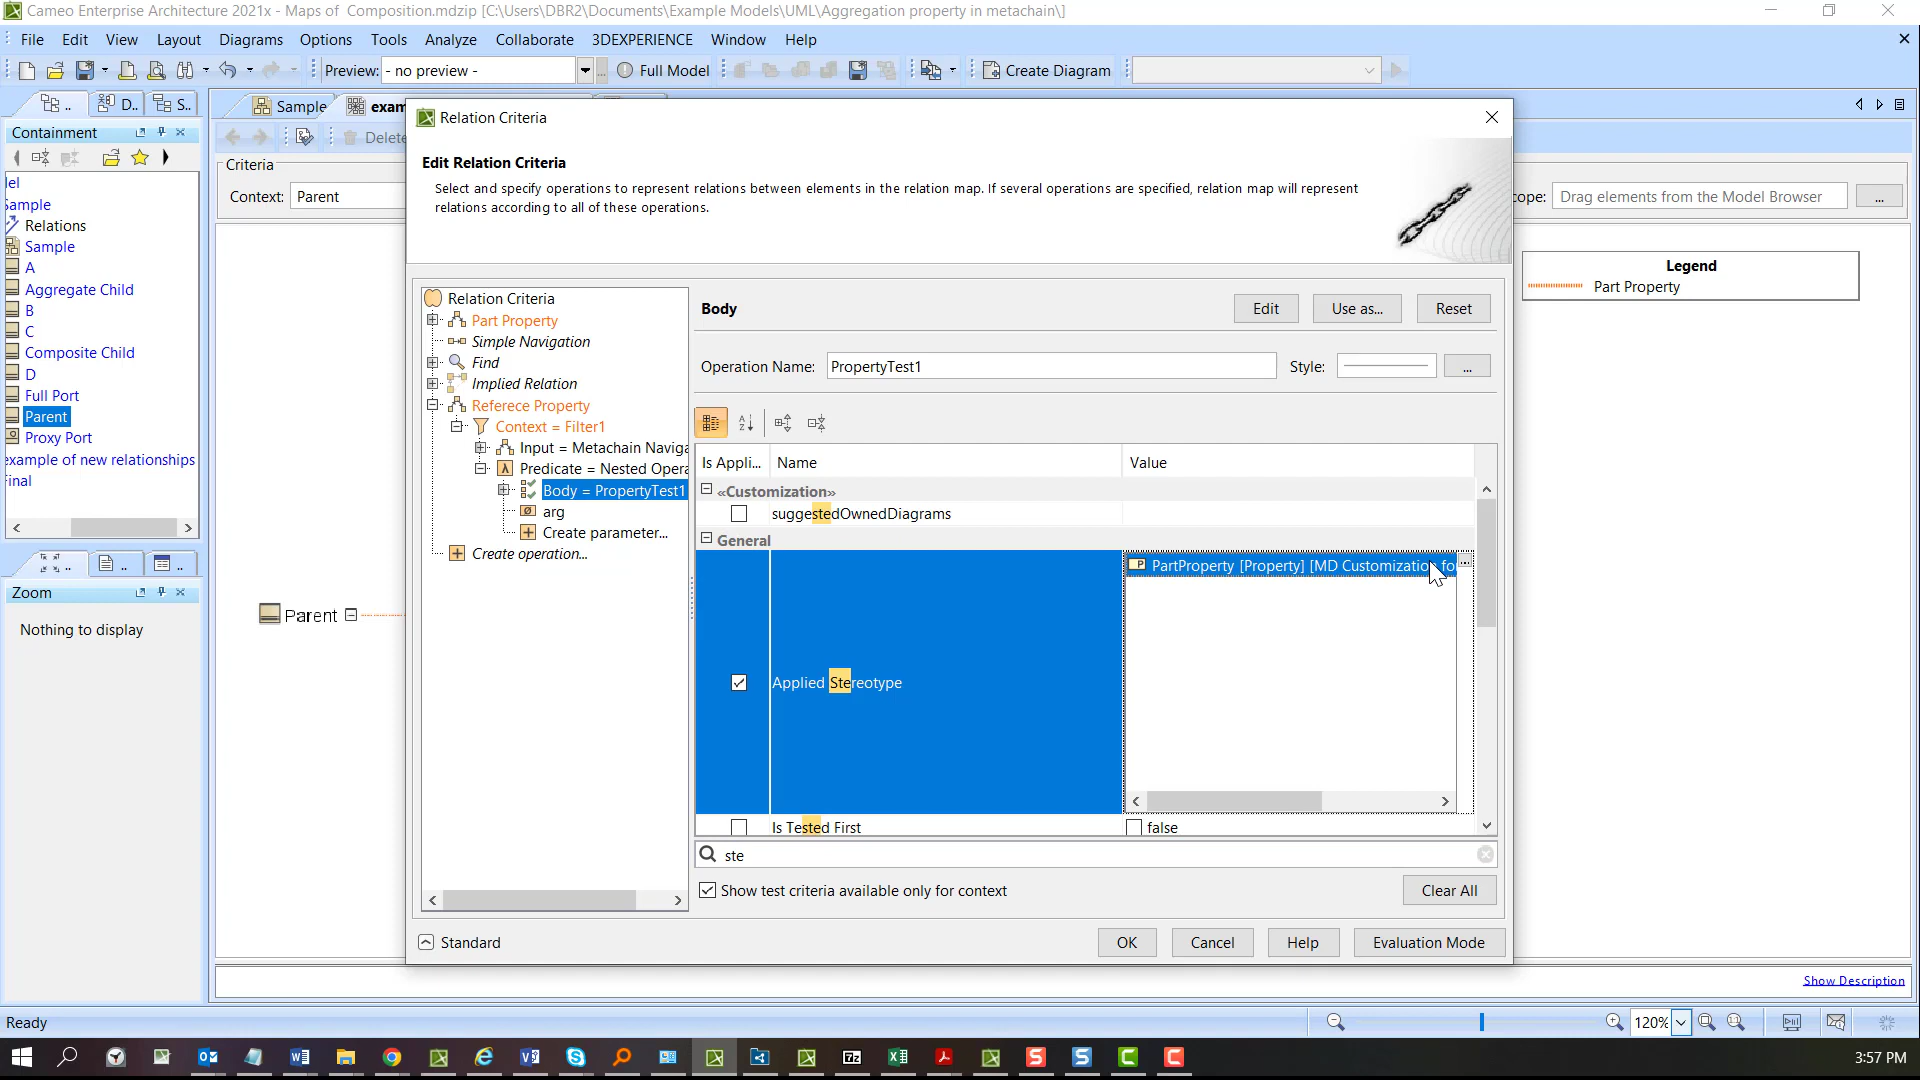 Cameo Enterprise Architecture 2021x - Maps of Composition.mdzip [C:\Users\DBR2\Documents\Example Models\UML\Aggregation property in metachain\]
File Edit View Layout Diagrams Options Tools Analyze Collaborate 3DEXPERIENCE Window Help
Preview: - no preview - ... Full Model Create Diagram
.. D.. S.. Sample exam
Containment
Delete
Criteria
Context: Parent
cope: Drag elements from the Model Browser ...
lel
Sample
Relations
Sample
A
Aggregate Child
B
C
Composite Child
D
Full Port
Parent
Proxy Port
example of new relationships
Final
.. .. ..
Zoom
Nothing to display
Parent
Legend
Part Property
Relation Criteria
Edit Relation Criteria
Select and specify operations to represent relations between elements in the relation map. If several operations are specified, relation map will represent
relations according to all of these operations.
Relation Criteria
Part Property
Simple Navigation
Find
Implied Relation
Referece Property
Context = Filter1
Input = Metachain Naviga
Predicate = Nested Opera
Body = PropertyTest1
arg
Create parameter...
Create operation...
Body Edit Use as... Reset
Operation Name: PropertyTest1 Style: ...
Is Appli... Name Value
«Customization»
suggestedOwnedDiagrams
General
Applied Stereotype
PartProperty [Property] [MD Customization fo ...
Is Tested First false
ste
Show test criteria available only for context Clear All
Standard OK Cancel Help Evaluation Mode
Show Description
Ready 120%
3:57 PM